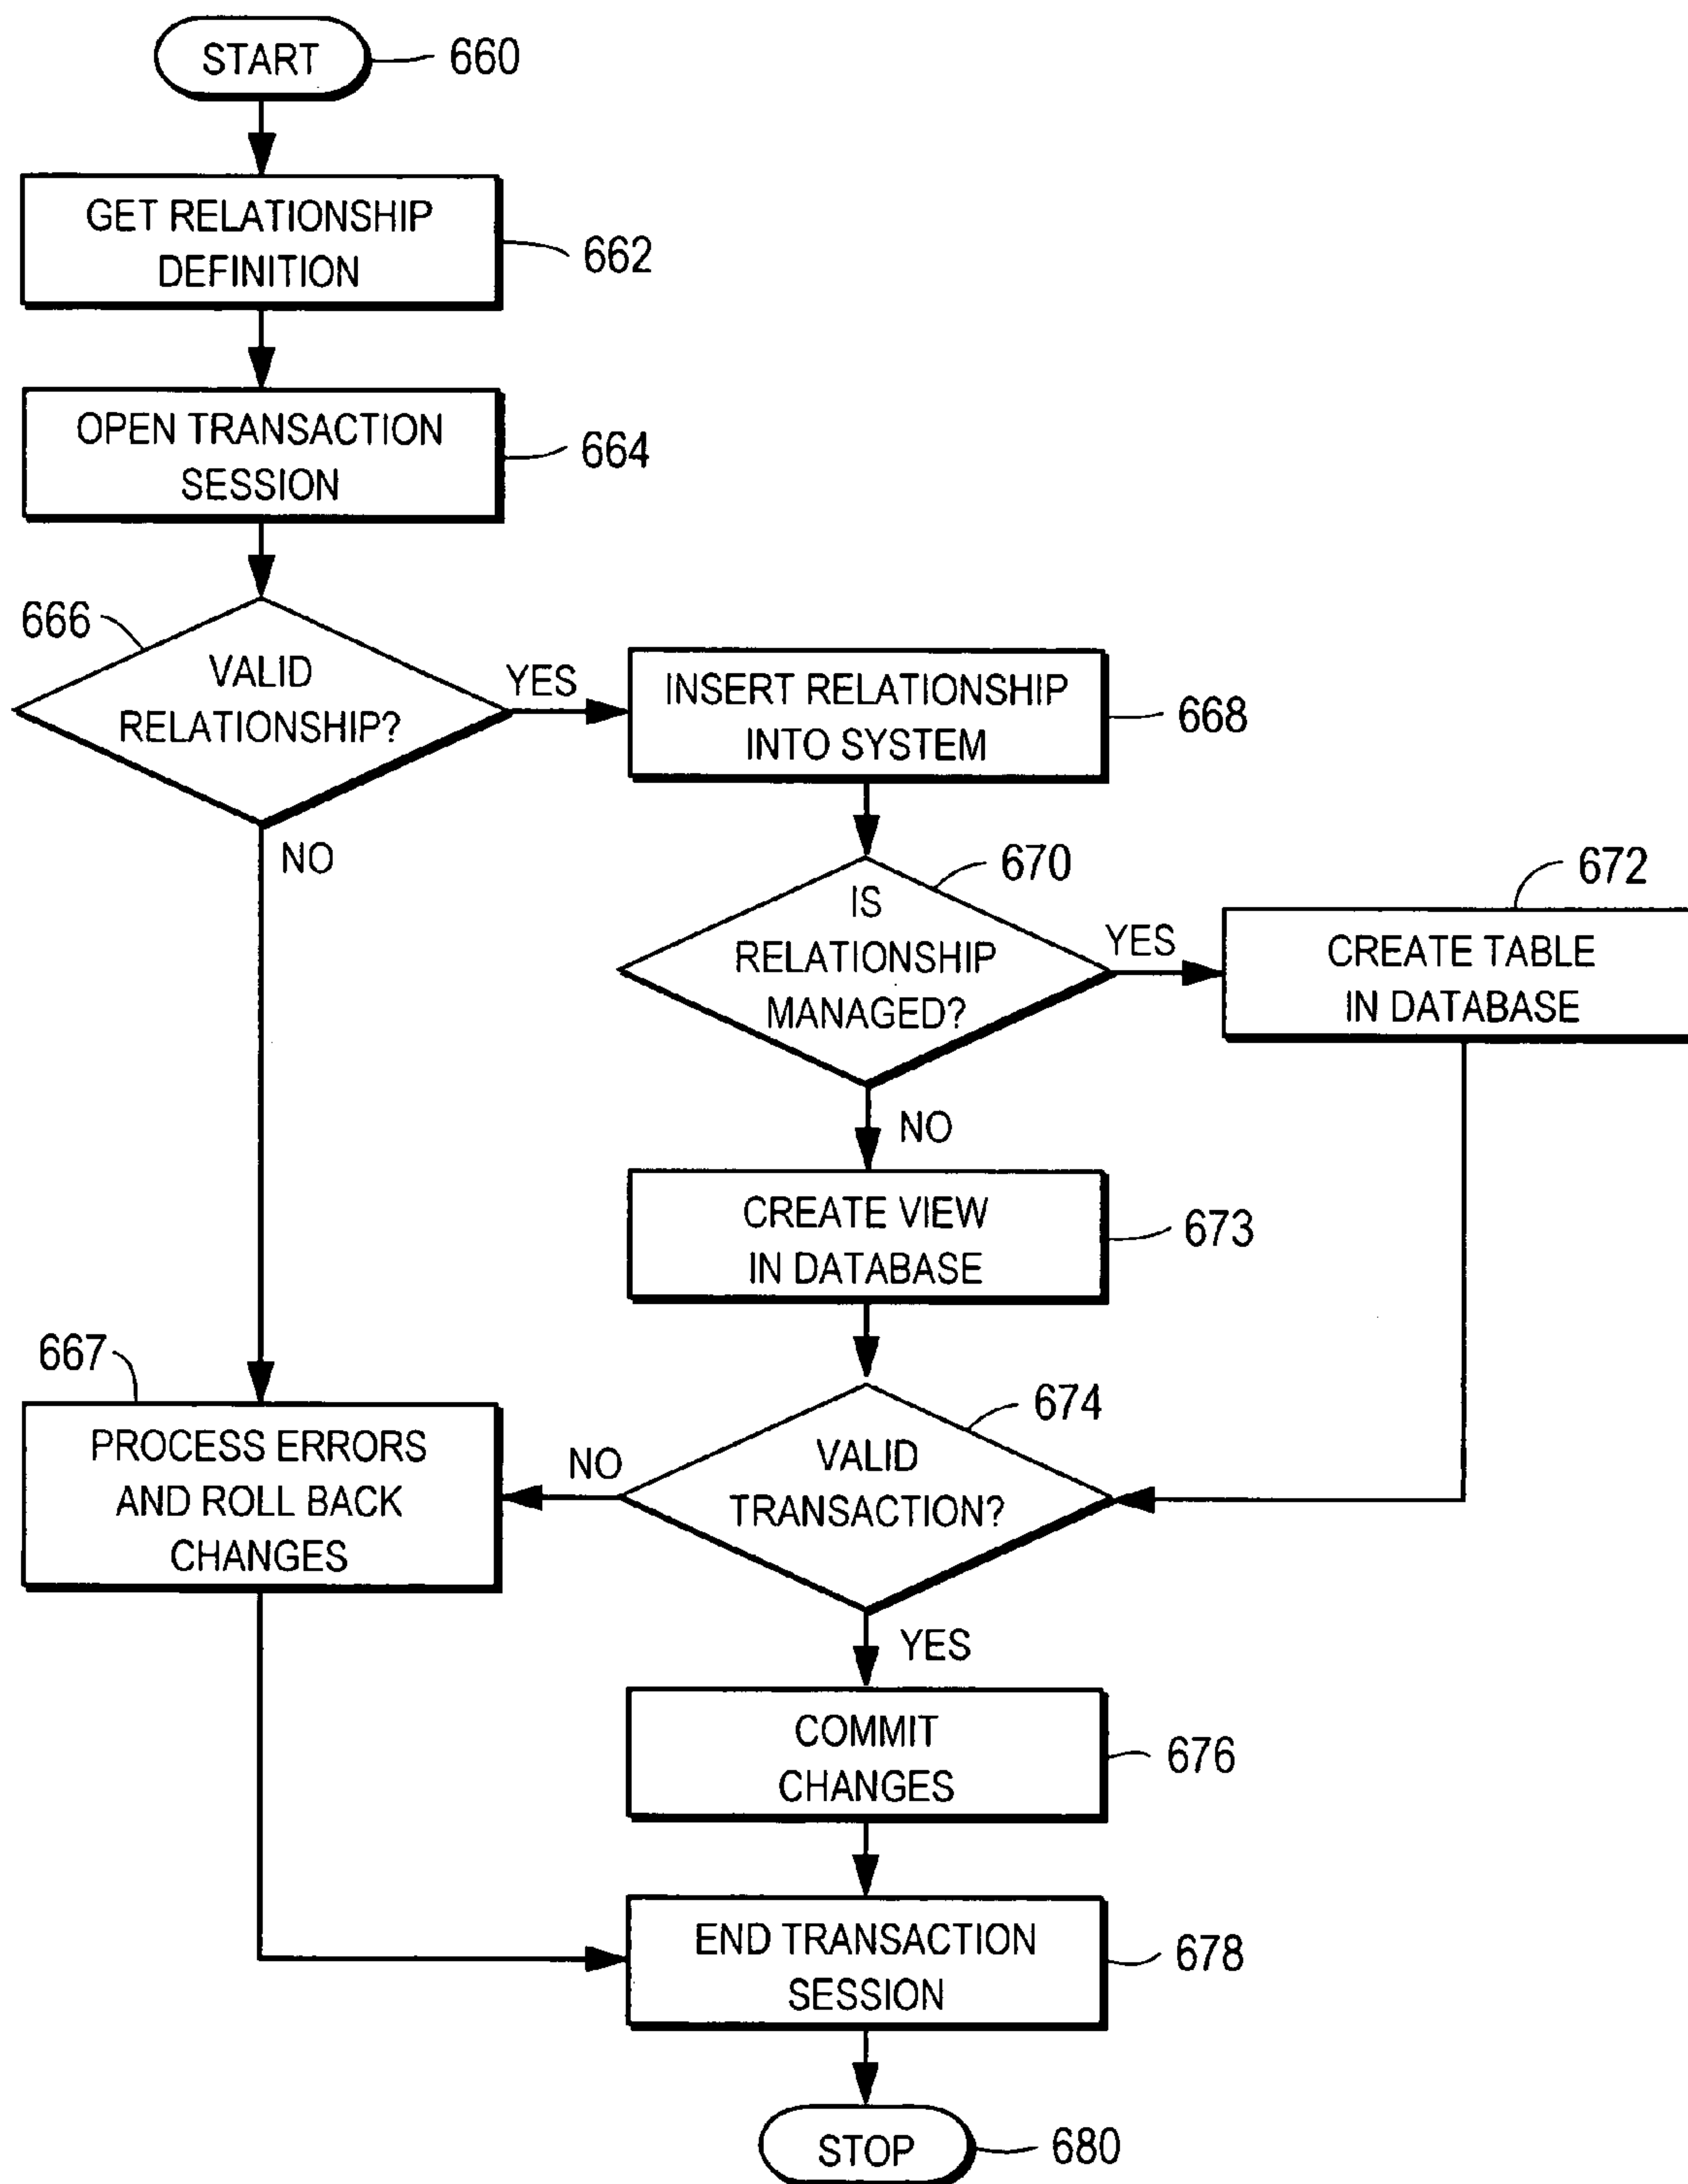 START
660
GET RELATIONSHIP
DEFINITION
662
OPEN TRANSACTION
SESSION
664
666
VALID
RELATIONSHIP?
YES
NO
INSERT RELATIONSHIP
INTO SYSTEM
668
670
IS
RELATIONSHIP
MANAGED?
YES
NO
672
CREATE TABLE
IN DATABASE
CREATE VIEW
IN DATABASE
673
667
PROCESS ERRORS
AND ROLL BACK
CHANGES
NO
674
VALID
TRANSACTION?
YES
COMMIT
CHANGES
676
END TRANSACTION
SESSION
678
STOP
680